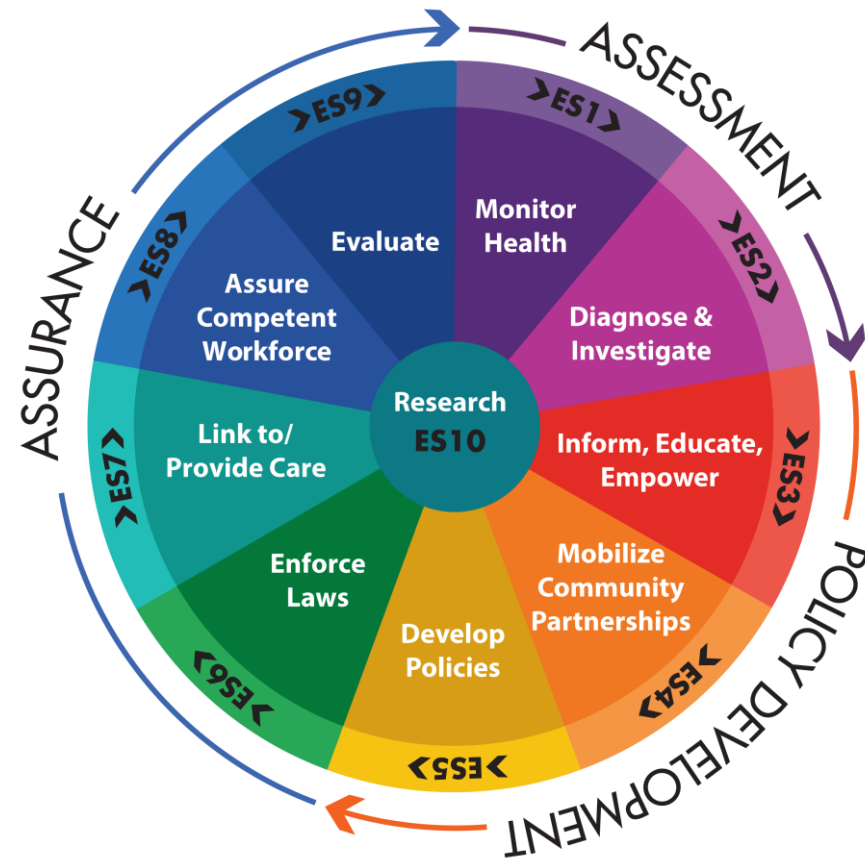 ASSESSMENT
POLICY DEVELOPMENT
ASSURANCE
ES1
Monitor
Health
ES2
Diagnose &
Investigate
ES3
Inform, Educate,
Empower
ES4
Mobilize
Community
Partnerships
ES5
Develop
Policies
ES6
Enforce
Laws
ES7
Link to/
Provide Care
ES8
Assure
Competent
Workforce
ES9
Evaluate
Research
ES10